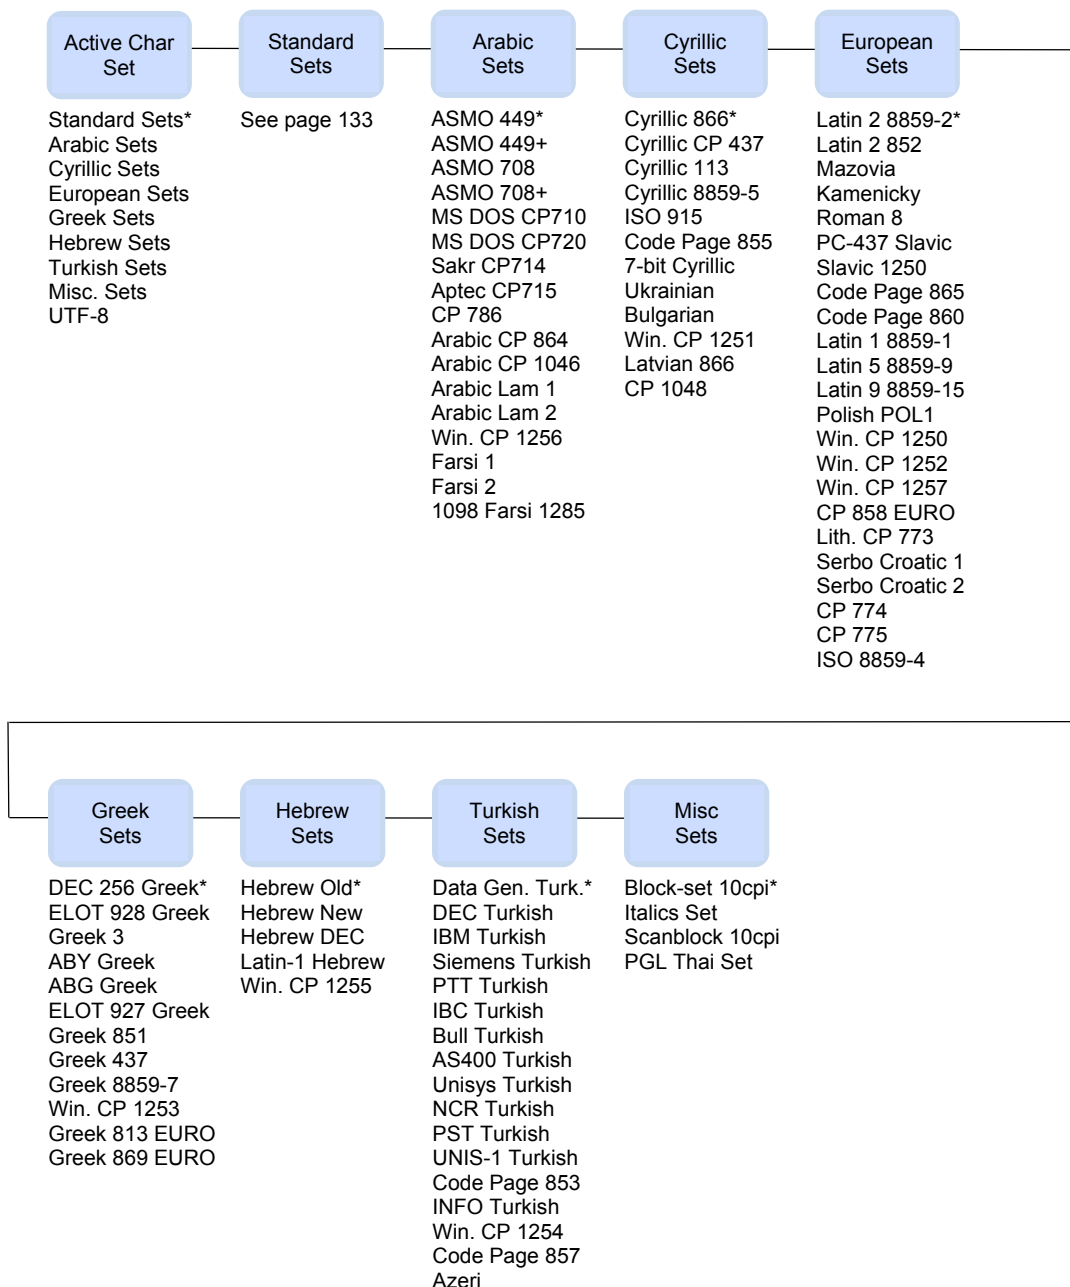 Active Char
Set
Standard
Sets
Arabic
Sets
Cyrillic
Sets
European
Sets
Standard Sets*
Arabic Sets
Cyrillic Sets
European Sets
Greek Sets
Hebrew Sets
Turkish Sets
Misc. Sets
UTF-8
See page 133
ASMO 449*
ASMO 449+
ASMO 708
ASMO 708+
MS DOS CP710
MS DOS CP720
Sakr CP714
Aptec CP715
CP 786
Arabic CP 864
Arabic CP 1046
Arabic Lam 1
Arabic Lam 2
Win. CP 1256
Farsi 1
Farsi 2
1098 Farsi 1285
Cyrillic 866*
Cyrillic CP 437
Cyrillic 113
Cyrillic 8859-5
ISO 915
Code Page 855
7-bit Cyrillic
Ukrainian
Bulgarian
Win. CP 1251
Latvian 866
CP 1048
Latin 2 8859-2*
Latin 2 852
Mazovia
Kamenicky
Roman 8
PC-437 Slavic
Slavic 1250
Code Page 865
Code Page 860
Latin 1 8859-1
Latin 5 8859-9
Latin 9 8859-15
Polish POL1
Win. CP 1250
Win. CP 1252
Win. CP 1257
CP 858 EURO
Lith. CP 773
Serbo Croatic 1
Serbo Croatic 2
CP 774
CP 775
ISO 8859-4
Greek
Sets
Hebrew
Sets
Turkish
Sets
Misc
Sets
DEC 256 Greek*
ELOT 928 Greek
Greek 3
ABY Greek
ABG Greek
ELOT 927 Greek
Greek 851
Greek 437
Greek 8859-7
Win. CP 1253
Greek 813 EURO
Greek 869 EURO
Hebrew Old*
Hebrew New
Hebrew DEC
Latin-1 Hebrew
Win. CP 1255
Data Gen. Turk.*
DEC Turkish
IBM Turkish
Siemens Turkish
PTT Turkish
IBC Turkish
Bull Turkish
AS400 Turkish
Unisys Turkish
NCR Turkish
PST Turkish
UNIS-1 Turkish
Code Page 853
INFO Turkish
Win. CP 1254
Code Page 857
Azeri
Block-set 10cpi*
Italics Set
Scanblock 10cpi
PGL Thai Set